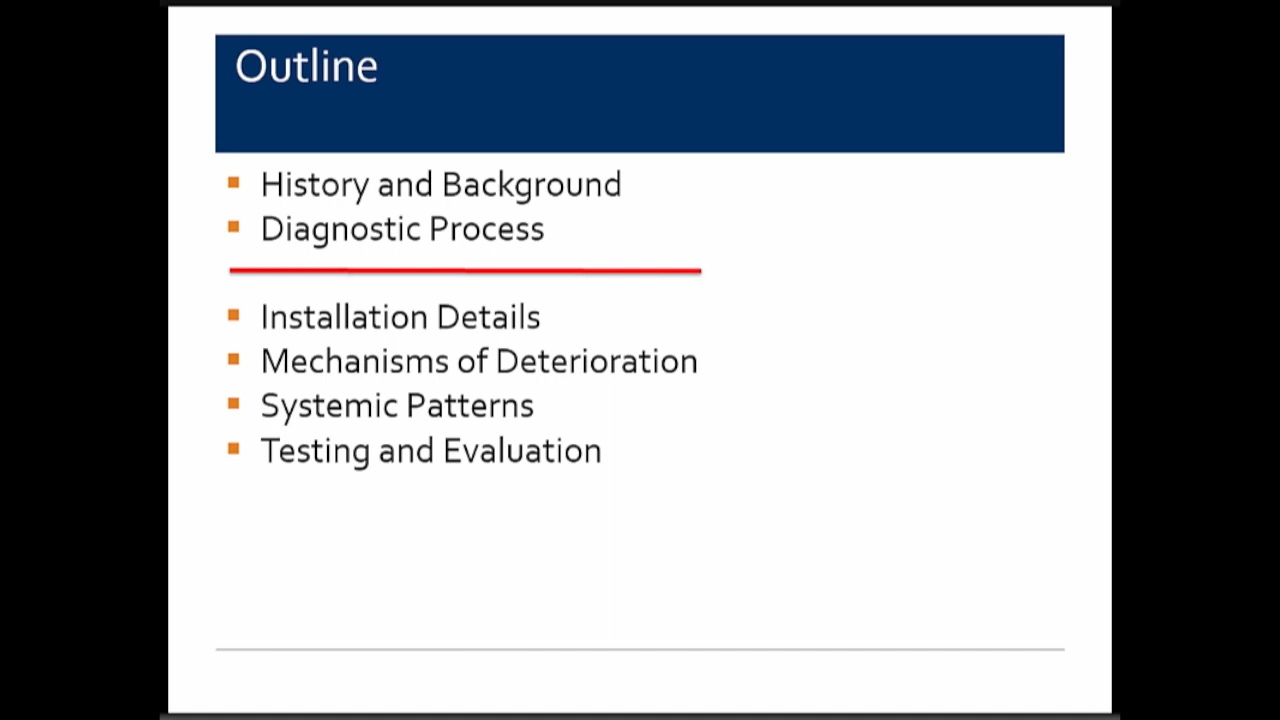 Outline
History and Background
Diagnostic Process
Installation Details
Mechanisms of Deterioration
Systemic Patterns
Testing and Evaluation